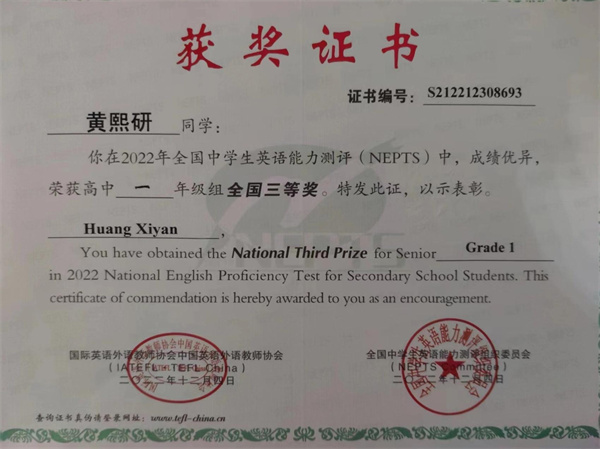 获奖证书
证书编号： S212212308693
黄熙研 同学：
你在2022年全国中学生英语能力测评（NEPTS）中，成绩优异，
荣获高中 一 年级组全国三等奖。特发此证，以示表彰。
Huang Xiyan ,
You have obtained the National Third Prize for Senior Grade 1
in 2022 National English Proficiency Test for Secondary School Students. This
certificate of commendation is hereby awarded to you as an encouragement.
国际英语外语教师协会中国英语外语教师协会
(IATEFL-TEFL China)
二〇二二年十二月四日
全国中学生英语能力测评组织委员会
(NEPTS Committee)
二〇二二年十二月四日
查询证书真伪请登录网址：www.tefl-china.cn